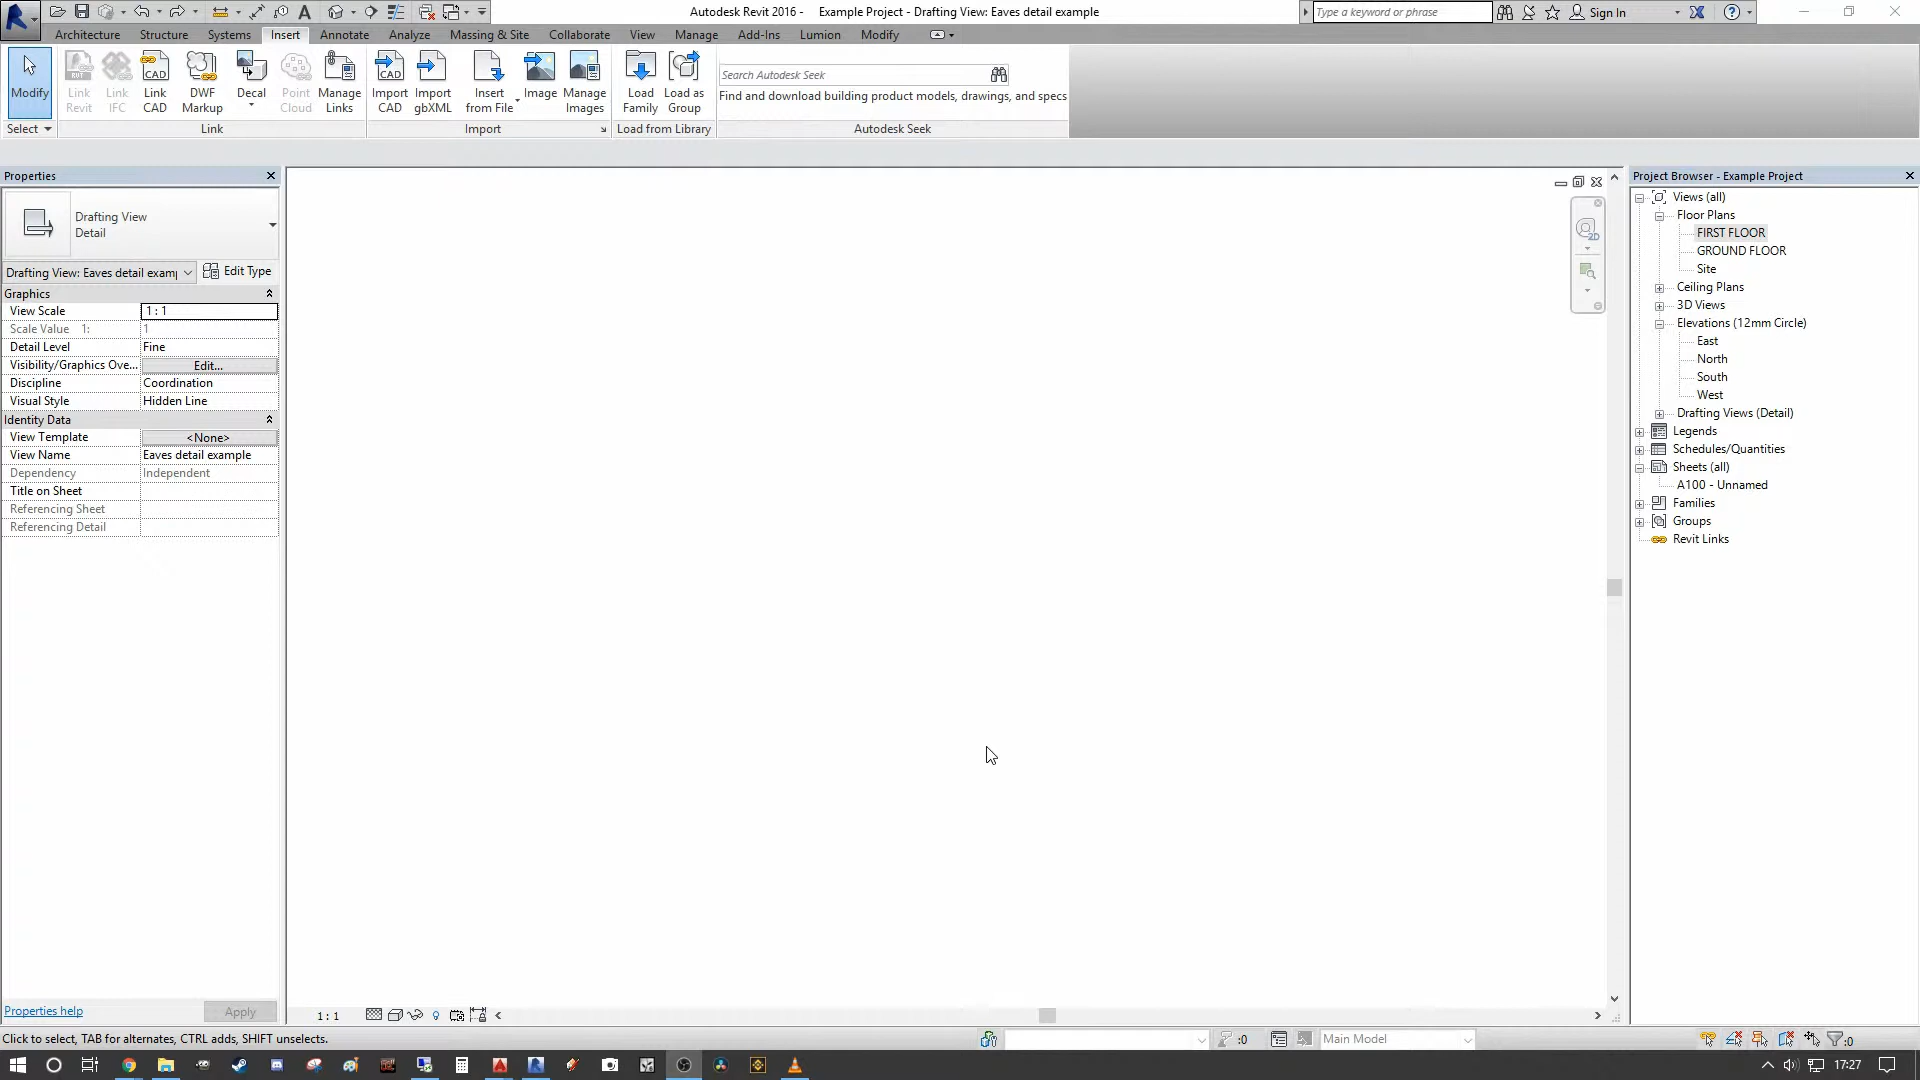 Autodesk Revit 2016 - Example Project - Drafting View: Eaves detail example
Type a keyword or phrase
Sign In
Architecture Structure Systems Insert Annotate Analyze Massing & Site Collaborate View Manage Add-Ins Lumion Modify
Modify
Link Revit
Link IFC
Link CAD
DWF Markup
Decal
Point Cloud
Manage Links
Import CAD
Import gbXML
Insert from File
Image
Manage Images
Load Family
Load as Group
Search Autodesk Seek
Find and download building product models, drawings, and specs
Select
Link
Import
Load from Library
Autodesk Seek
Properties
Drafting View
Detail
Drafting View: Eaves detail examp
Edit Type
Graphics
View Scale 1 : 1
Scale Value 1: 1
Detail Level Fine
Visibility/Graphics Ove... Edit...
Discipline Coordination
Visual Style Hidden Line
Identity Data
View Template <None>
View Name Eaves detail example
Dependency Independent
Title on Sheet
Referencing Sheet
Referencing Detail
Properties help
Apply
2D
Project Browser - Example Project
Views (all)
Floor Plans
FIRST FLOOR
GROUND FLOOR
Site
Ceiling Plans
3D Views
Elevations (12mm Circle)
East
North
South
West
Drafting Views (Detail)
Legends
Schedules/Quantities
Sheets (all)
A100 - Unnamed
Families
Groups
Revit Links
1 : 1
Click to select, TAB for alternates, CTRL adds, SHIFT unselects.
:0
Main Model
:0
17:27